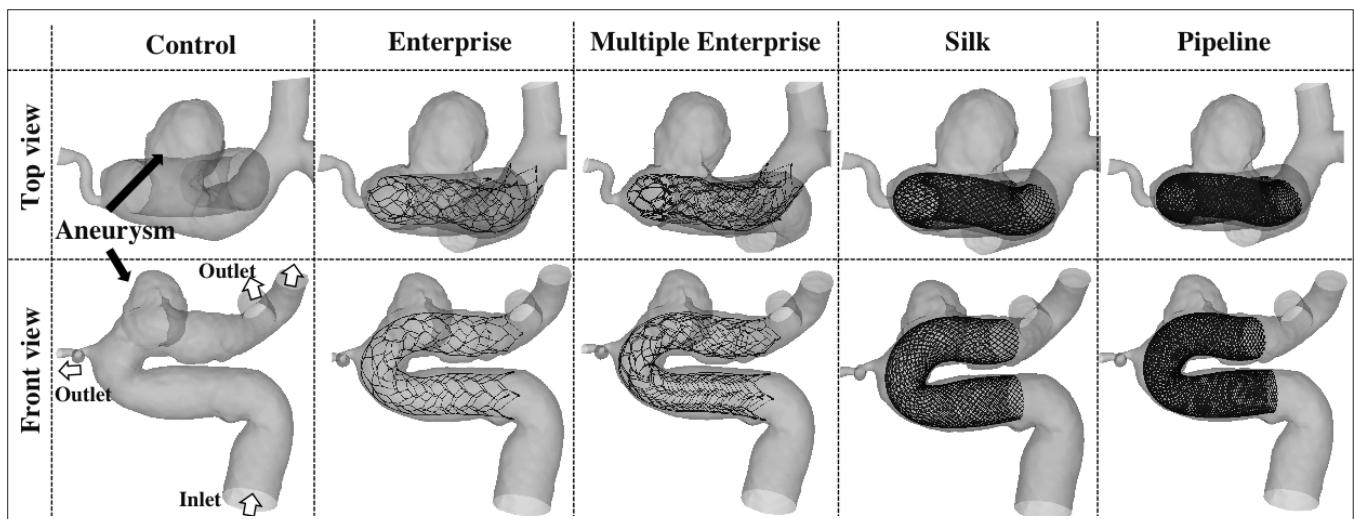 Control
Enterprise
Multiple Enterprise
Silk
Pipeline
Top view
Aneurysm
Front view
Outlet
Outlet
Inlet